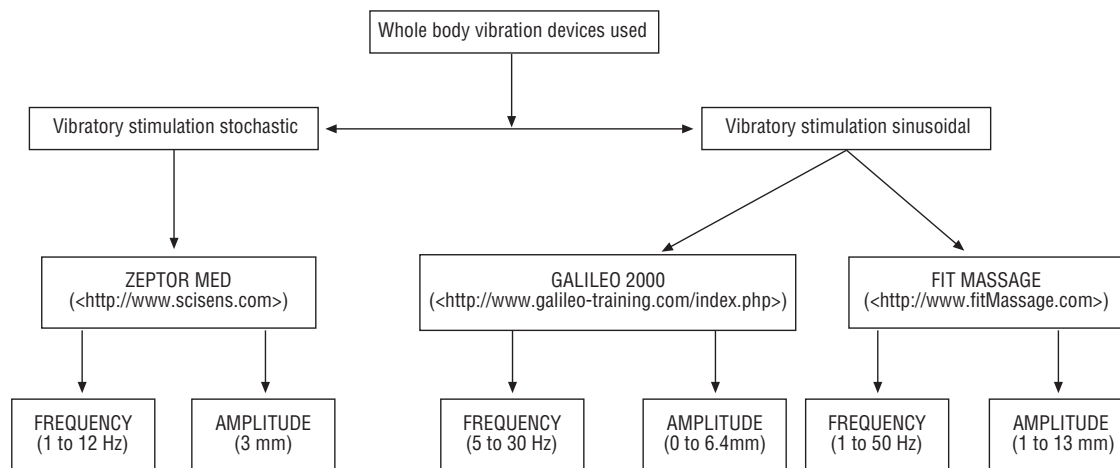 Whole body vibration devices used
Vibratory stimulation stochastic
Vibratory stimulation sinusoidal
ZEPTOR MED
(<http://www.scisens.com>)
GALILEO 2000
(<http://www.galileo-training.com/index.php>)
FIT MASSAGE
(<http://www.fitMassage.com>)
FREQUENCY
(1 to 12 Hz)
AMPLITUDE
(3 mm)
FREQUENCY
(5 to 30 Hz)
AMPLITUDE
(0 to 6.4mm)
FREQUENCY
(1 to 50 Hz)
AMPLITUDE
(1 to 13 mm)